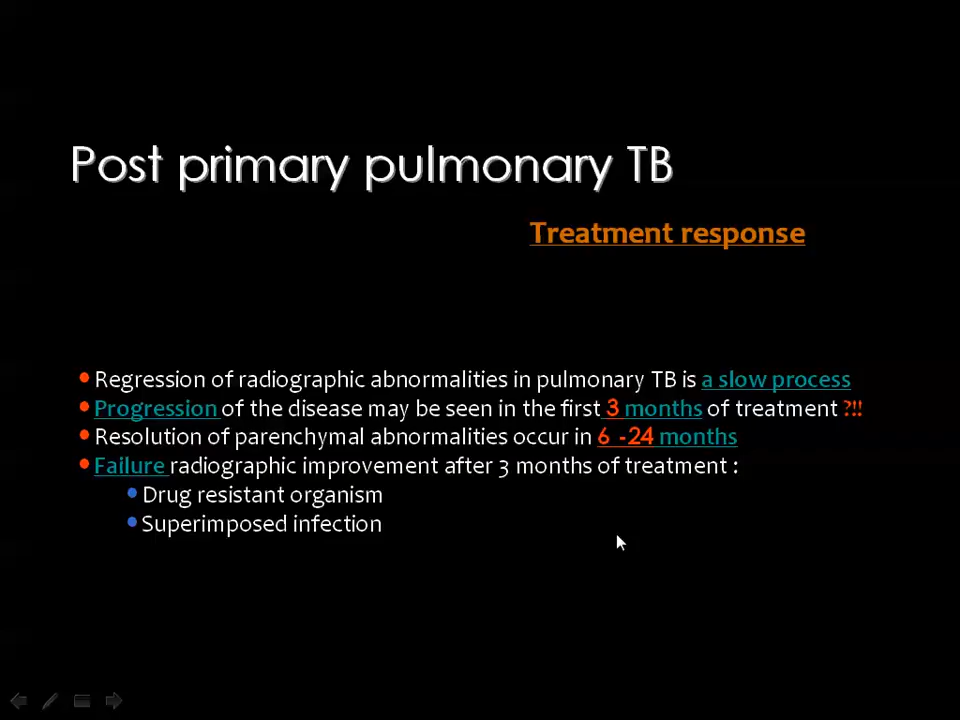 Post primary pulmonary TB
Treatment response
Regression of radiographic abnormalities in pulmonary TB is a slow process
Progression of the disease may be seen in the first 3 months of treatment ?!!
Resolution of parenchymal abnormalities occur in 6 -24 months
Failure radiographic improvement after 3 months of treatment :
Drug resistant organism
Superimposed infection